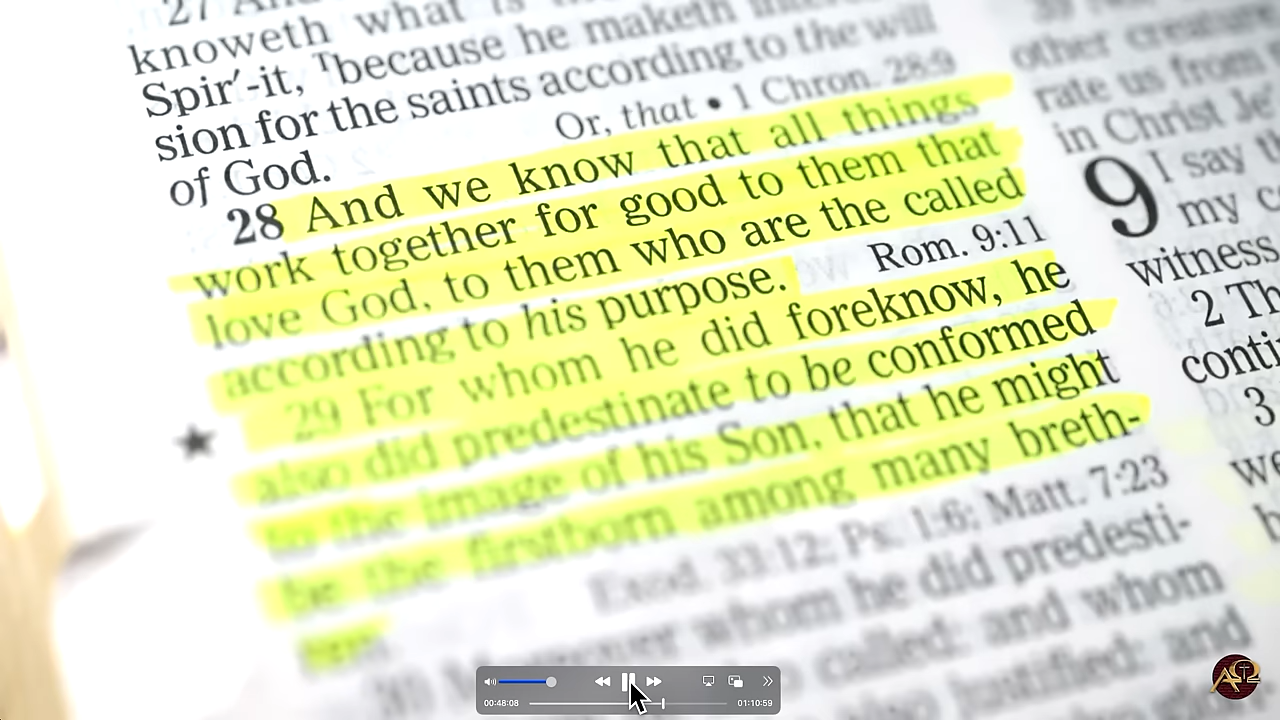 27 And
knoweth what is
Spir′-it, because he maketh
sion for the saints according to the will
of God.
Or, that • 1 Chron. 28:9
28 And we know that all things
work together for good to them that
love God, to them who are the called
according to his purpose.
Rom. 9:11
29 For whom he did foreknow, he
also did predestinate to be conformed
to the image of his Son, that he might
be the firstborn among many breth-
ren.
Exod. 33:12; Ps. 1:6; Matt. 7:23
30 Moreover whom he did predesti-
called: and whom
justified: and
other creature
rate us from
in Christ Je′
9 I say th
my c
witness
2 Th
conti
3
we
h
00:48:08
01:10:59